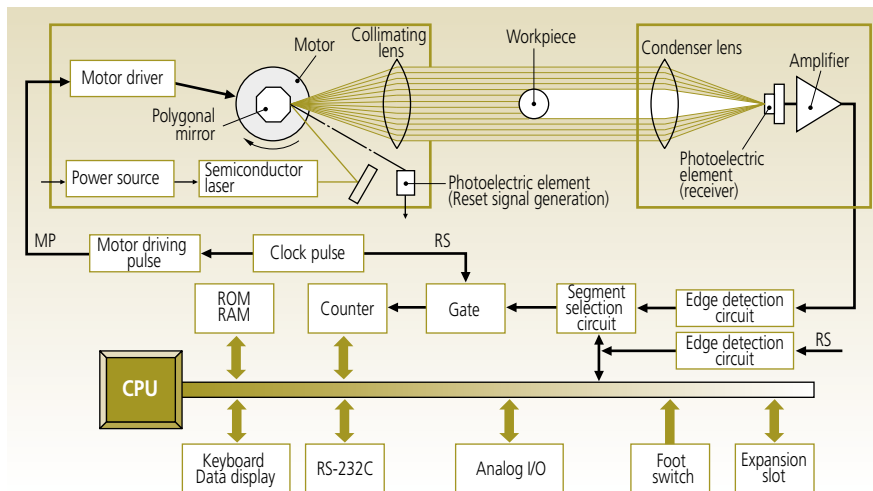 Motor
Collimating
lens
Workpiece
Condenser lens
Amplifier
Motor driver
Polygonal
mirror
Power source
Semiconductor
laser
Photoelectric element
(Reset signal generation)
Photoelectric
element
(receiver)
MP
Motor driving
pulse
Clock pulse
RS
ROM
RAM
Counter
Gate
Segment
selection
circuit
Edge detection
circuit
Edge detection
circuit
RS
CPU
Keyboard
Data display
RS-232C
Analog I/O
Foot
switch
Expansion
slot